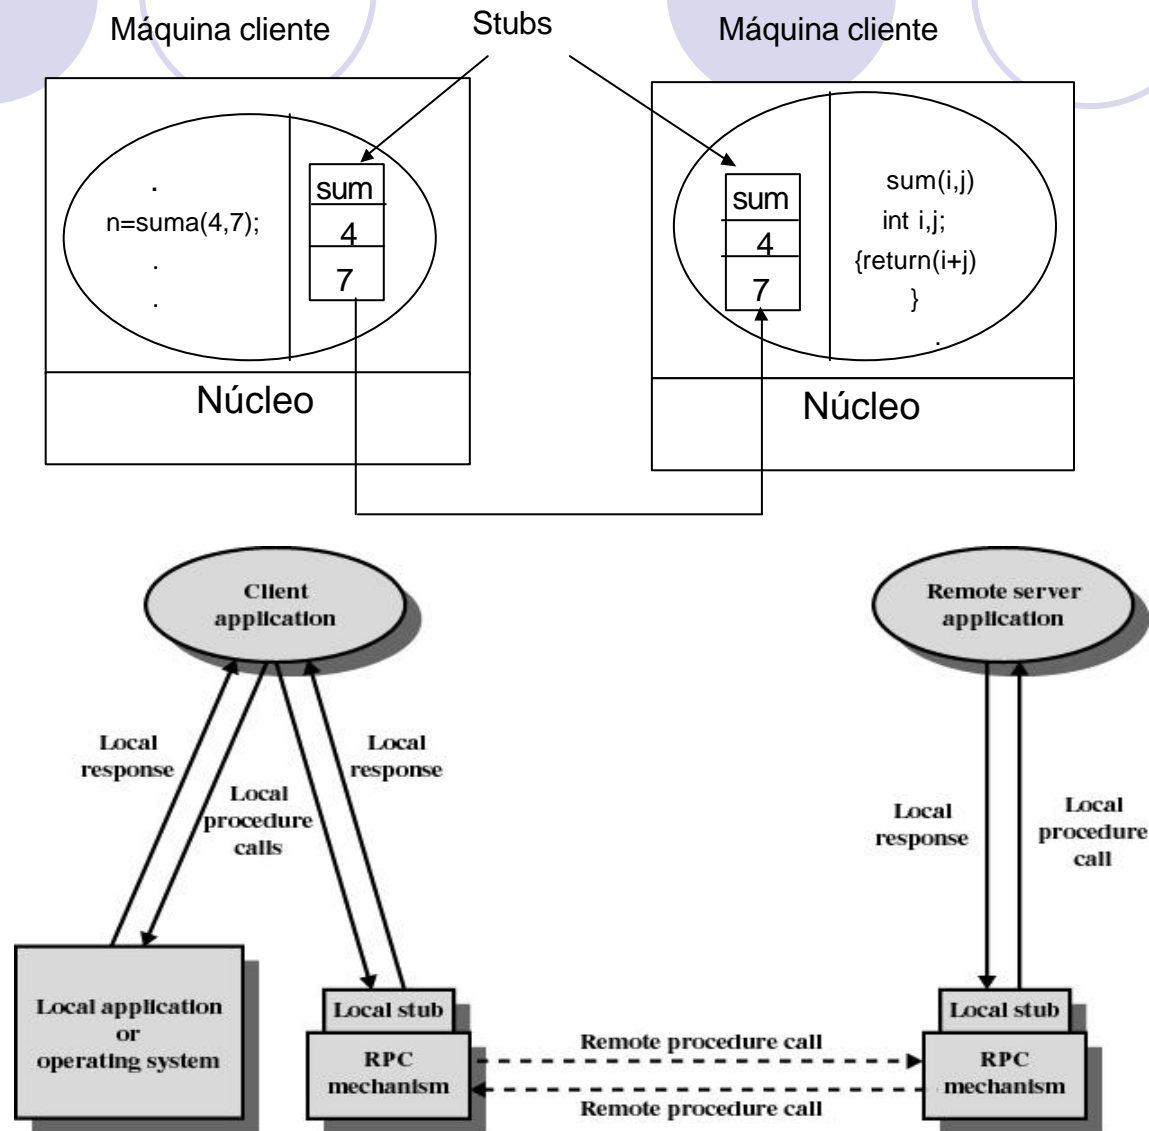 Máquina cliente
Stubs
Máquina cliente
.
n=suma(4,7);
.
.
sum
4
7
Núcleo
sum
4
7
sum(i,j)
int i,j;
{return(i+j)
}
.
Núcleo
Client
application
Remote server
application
Local
response
Local
procedure
calls
Local
response
Local
response
Local
procedure
call
Local application
or
operating system
Local stub
RPC
mechanism
Remote procedure call
Remote procedure call
Local stub
RPC
mechanism